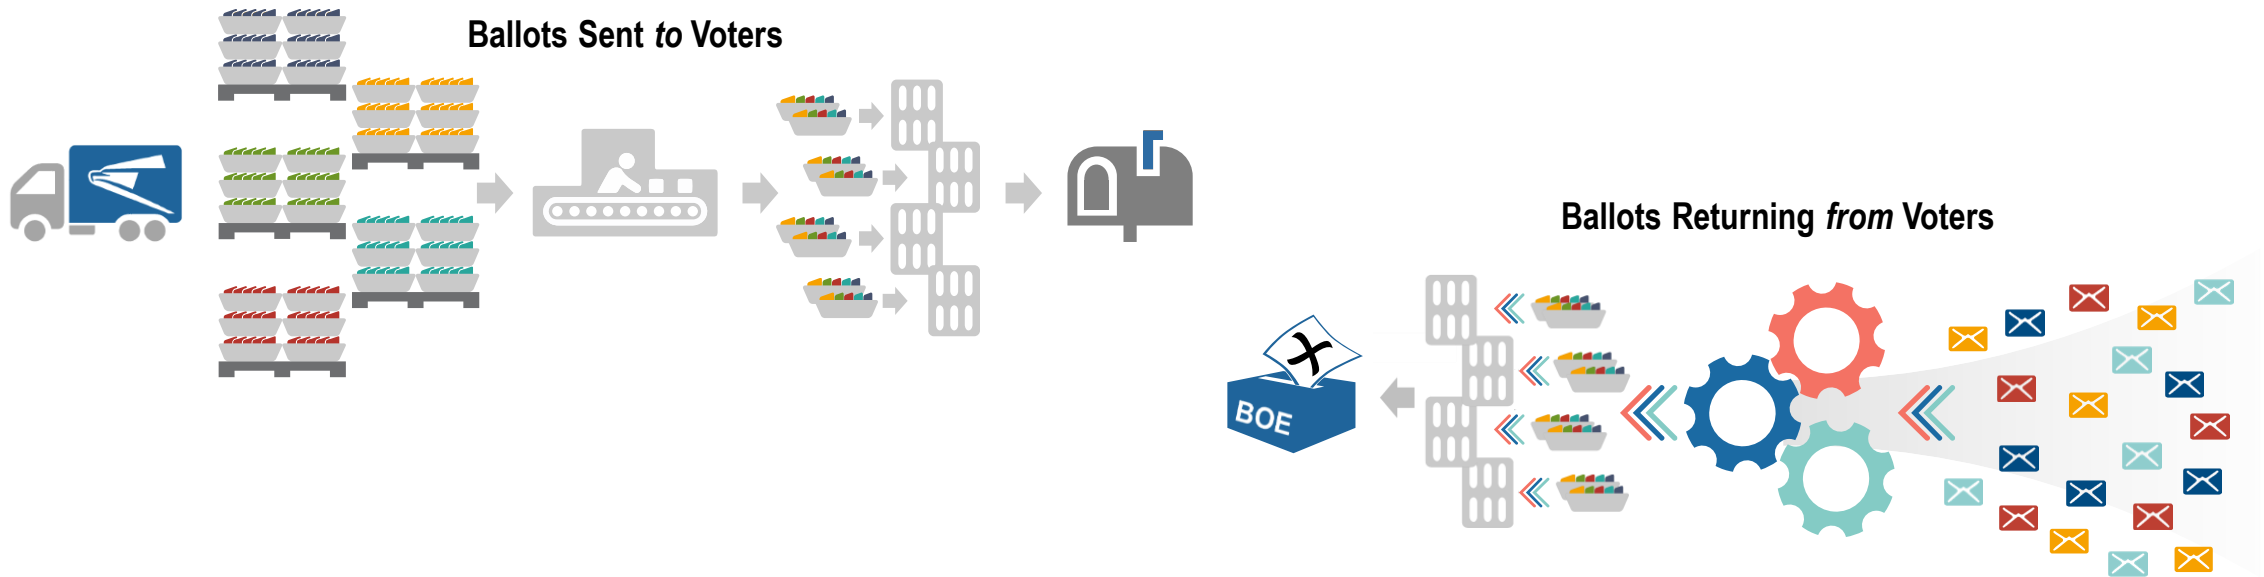 Ballots Sent to Voters
Ballots Returning from Voters
BOE